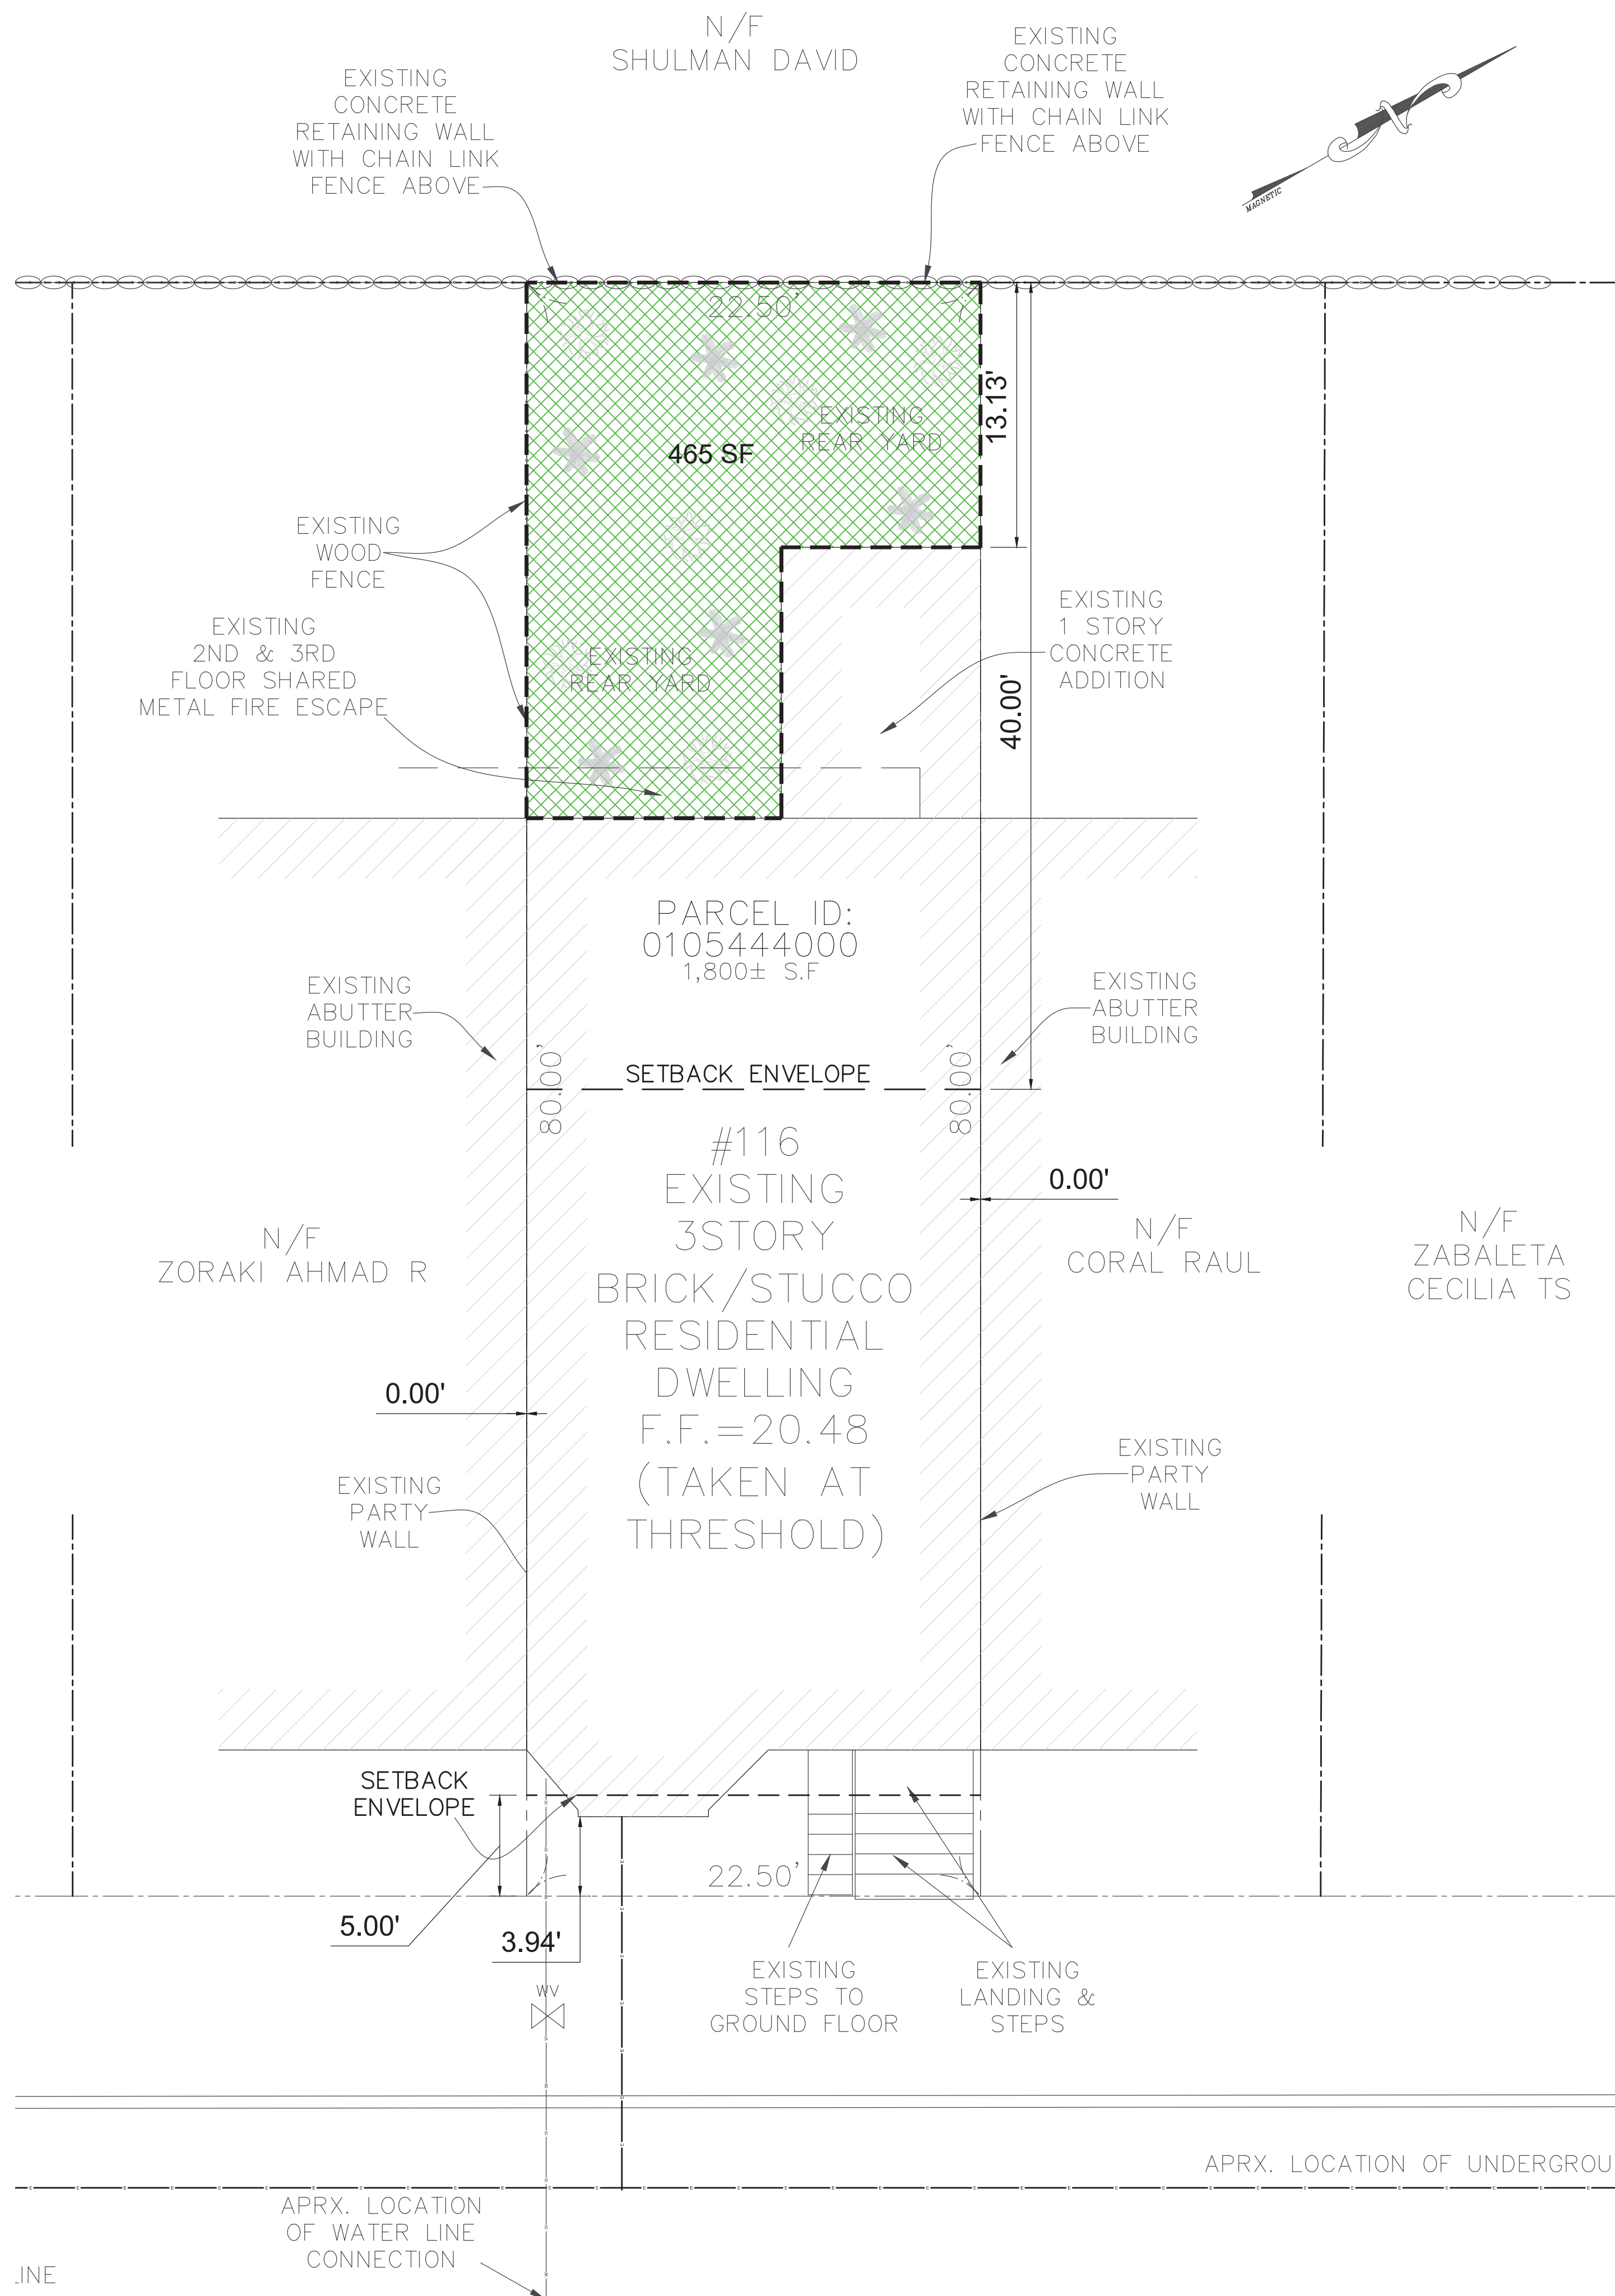 N/F
SHULMAN DAVID
EXISTING
CONCRETE
RETAINING WALL
WITH CHAIN LINK
FENCE ABOVE
EXISTING
CONCRETE
RETAINING WALL
WITH CHAIN LINK
FENCE ABOVE
N
MAGNETIC
22.50'
13.13'
EXISTING
REAR YARD
465 SF
EXISTING
WOOD
FENCE
EXISTING
2ND & 3RD
FLOOR SHARED
METAL FIRE ESCAPE
EXISTING
REAR YARD
EXISTING
1 STORY
CONCRETE
ADDITION
40.00'
PARCEL ID:
0105444000
1,800± S.F
EXISTING
ABUTTER
BUILDING
EXISTING
ABUTTER
BUILDING
80.00'
SETBACK ENVELOPE
80.00'
#116
EXISTING
3STORY
BRICK/STUCCO
RESIDENTIAL
DWELLING
F.F.=20.48
(TAKEN AT
THRESHOLD)
0.00'
N/F
ZORAKI AHMAD R
N/F
CORAL RAUL
N/F
ZABALETA
CECILIA TS
0.00'
EXISTING
PARTY
WALL
EXISTING
PARTY
WALL
SETBACK
ENVELOPE
22.50'
5.00'
3.94'
WV
EXISTING
STEPS TO
GROUND FLOOR
EXISTING
LANDING &
STEPS
APRX. LOCATION OF UNDERGROU
APRX. LOCATION
OF WATER LINE
CONNECTION
INE